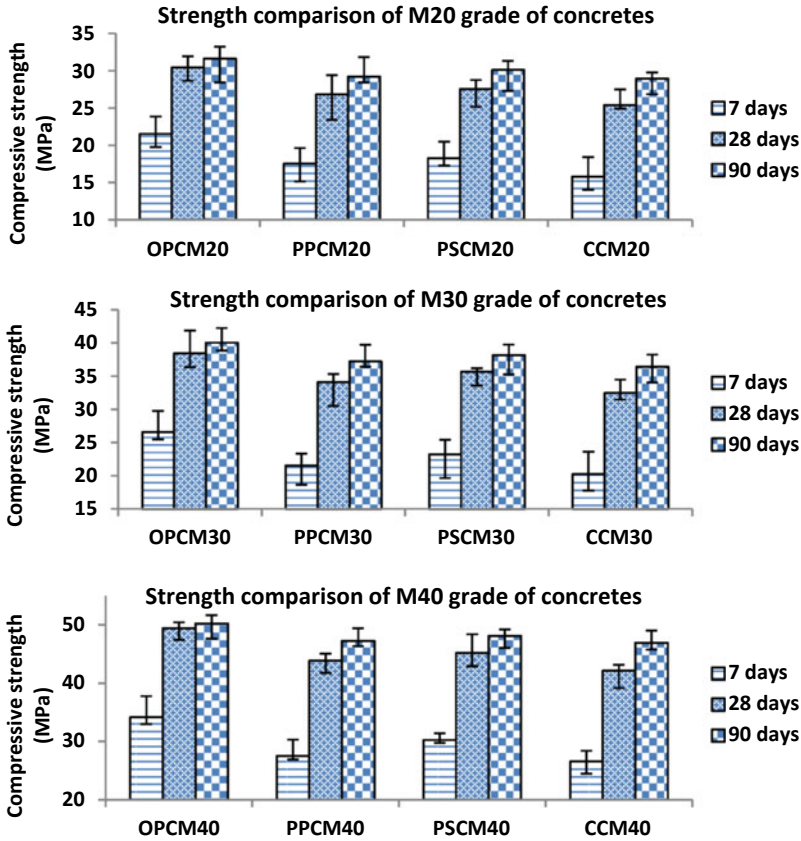 Strength comparison of M20 grade of concretes
Compressive strength
(MPa)
35
30
25
20
15
10
OPCM20 PPCM20 PSCM20 CCM20
7 days
28 days
90 days
Strength comparison of M30 grade of concretes
Compressive strength
(MPa)
45
40
35
30
25
20
15
OPCM30 PPCM30 PSCM30 CCM30
7 days
28 days
90 days
Strength comparison of M40 grade of concretes
Compressive strength
(MPa)
50
40
30
20
OPCM40 PPCM40 PSCM40 CCM40
7 days
28 days
90 days